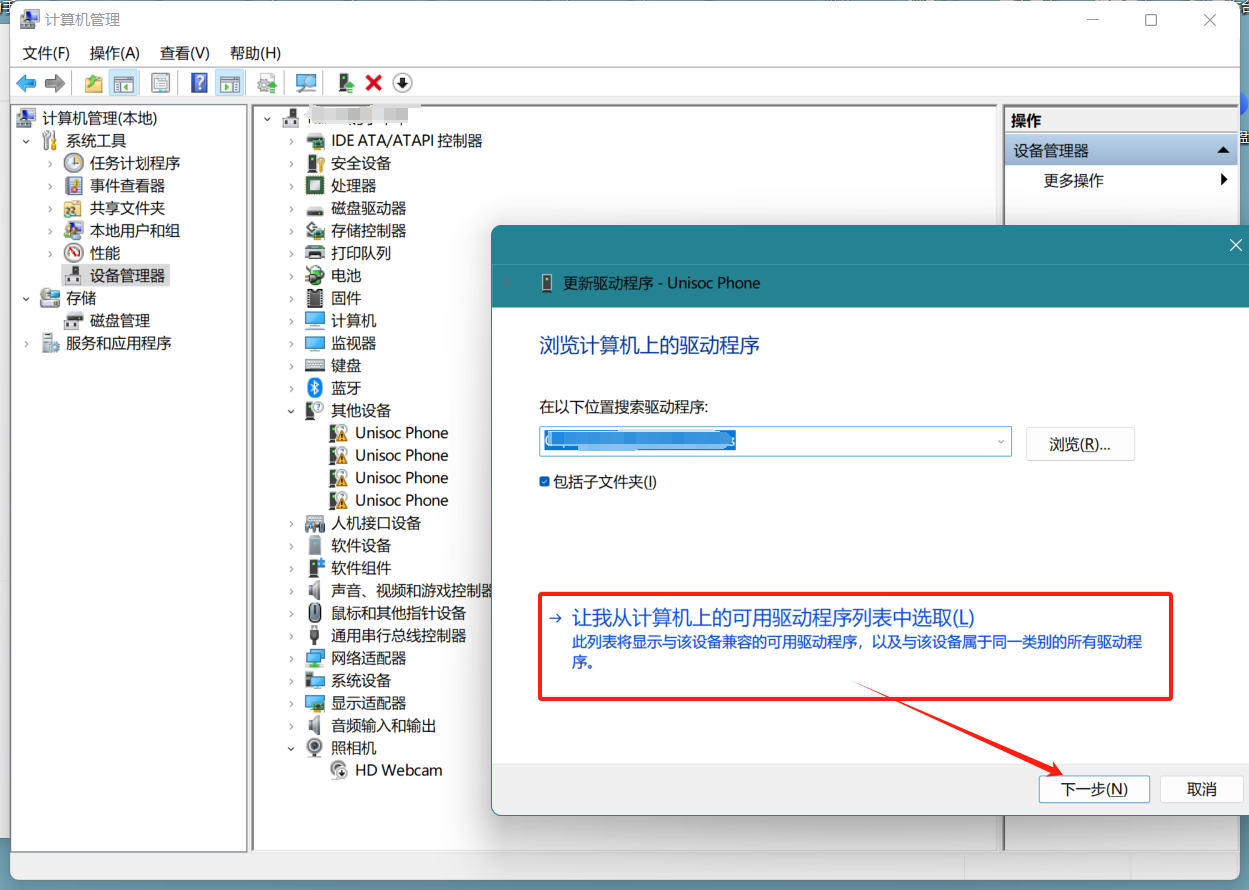 计算机管理
文件(F) 操作(A) 查看(V) 帮助(H)
计算机管理(本地)
系统工具
任务计划程序
事件查看器
共享文件夹
本地用户和组
性能
设备管理器
存储
磁盘管理
服务和应用程序
IDE ATA/ATAPI 控制器
安全设备
处理器
磁盘驱动器
存储控制器
打印队列
电池
固件
计算机
监视器
键盘
蓝牙
其他设备
Unisoc Phone
Unisoc Phone
Unisoc Phone
Unisoc Phone
人机接口设备
软件设备
软件组件
声音、视频和游戏控制器
鼠标和其他指针设备
通用串行总线控制器
网络适配器
系统设备
显示适配器
音频输入和输出
照相机
HD Webcam
操作
设备管理器
更多操作
更新驱动程序 - Unisoc Phone
浏览计算机上的驱动程序
在以下位置搜索驱动程序:
浏览(R)...
包括子文件夹(I)
让我从计算机上的可用驱动程序列表中选取(L)
此列表将显示与该设备兼容的可用驱动程序，以及与该设备属于同一类别的所有驱动程
序。
下一步(N)
取消